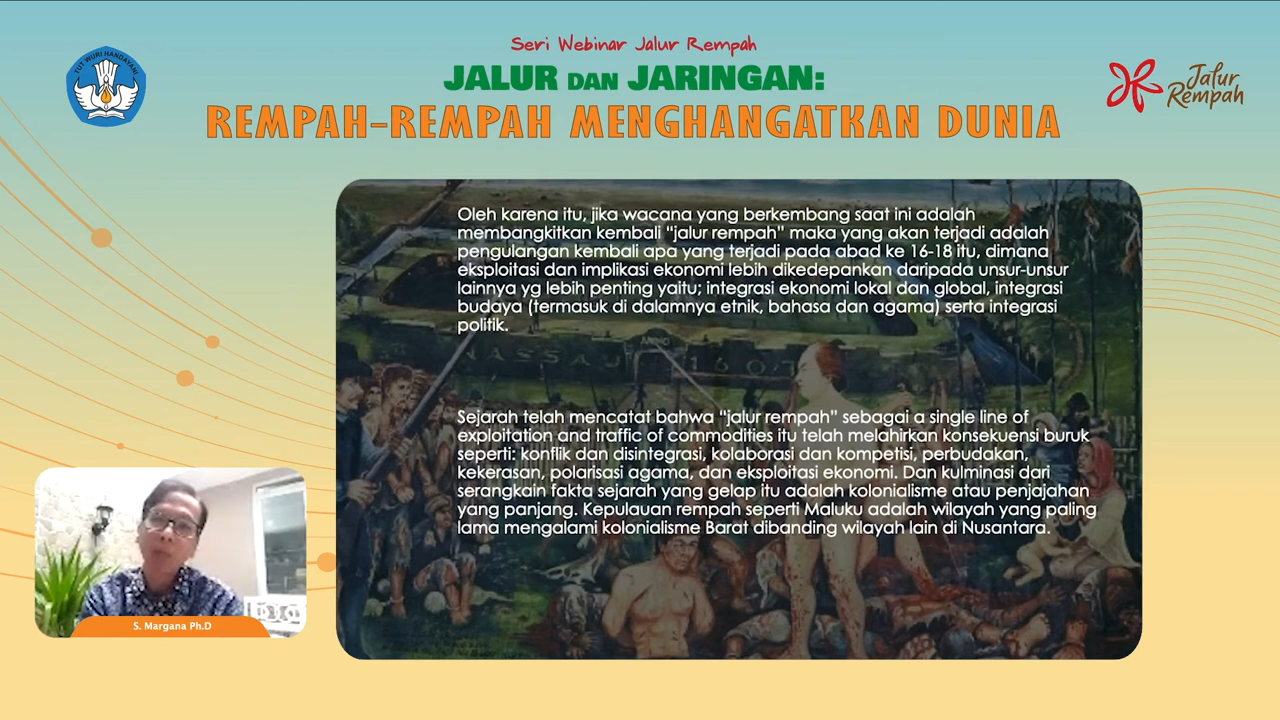 Seri Webinar Jalur Rempah
JALUR DAN JARINGAN:
REMPAH-REMPAH MENGHANGATKAN DUNIA
TUT WURI HANDAYANI
Jalur
Rempah
Oleh karena itu, jika wacana yang berkembang saat ini adalah
membangkitkan kembali “jalur rempah” maka yang akan terjadi adalah
pengulangan kembali apa yang terjadi pada abad ke 16-18 itu, dimana
eksploitasi dan implikasi ekonomi lebih dikedepankan daripada unsur-unsur
lainnya yg lebih penting yaitu; integrasi ekonomi lokal dan global, integrasi
budaya (termasuk di dalamnya etnik, bahasa dan agama) serta integrasi
politik.
NASSAU 1607
Sejarah telah mencatat bahwa “jalur rempah” sebagai a single line of
exploitation and traffic of commodities itu telah melahirkan konsekuensi buruk
seperti: konflik dan disintegrasi, kolaborasi dan kompetisi, perbudakan,
kekerasan, polarisasi agama, dan eksploitasi ekonomi. Dan kulminasi dari
serangkain fakta sejarah yang gelap itu adalah kolonialisme atau penjajahan
yang panjang. Kepulauan rempah seperti Maluku adalah wilayah yang paling
lama mengalami kolonialisme Barat dibanding wilayah lain di Nusantara.
S. Margana Ph.D